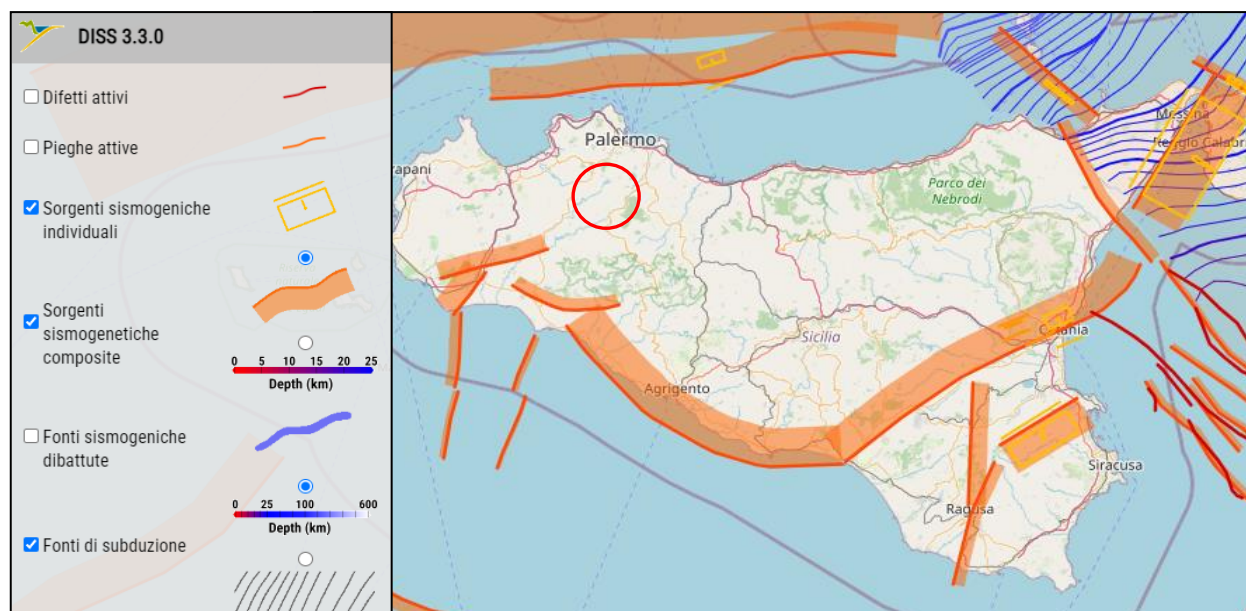 DISS 3.3.0
Difetti attivi
Pieghe attive
Sorgenti sismogeniche
individuali
Sorgenti
sismogenetiche
composite
0 5 10 15 20 25
Depth (km)
Fonti sismogeniche
dibattute
0 25 100 600
Depth (km)
Fonti di subduzione
Palermo
rapani
Parco dei
Nebrodi
Messina
Reggio Calabri
Sicilia
Catania
Agrigento
Siracusa
Ragusa